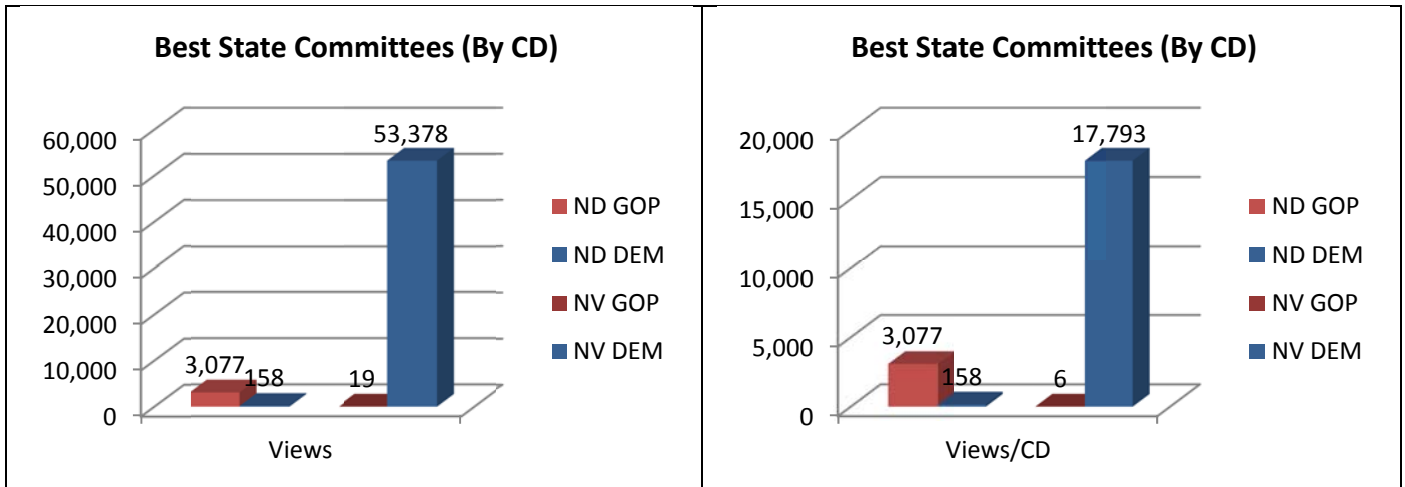 Best State Committees (By CD)
60,000
50,000
40,000
30,000
20,000
10,000
0
3,077
158
19
53,378
Views
ND GOP
ND DEM
NV GOP
NV DEM
Best State Committees (By CD)
20,000
15,000
10,000
5,000
0
3,077
158
6
17,793
Views/CD
ND GOP
ND DEM
NV GOP
NV DEM